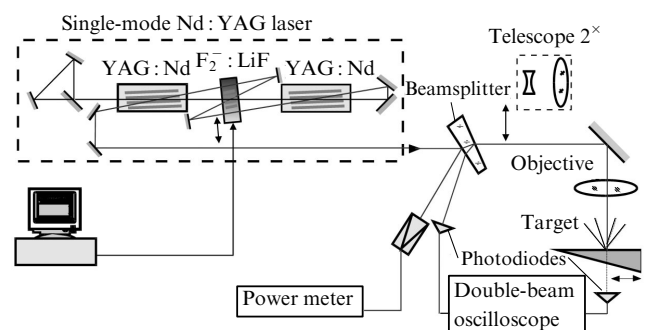 Single-mode Nd : YAG laser
Telescope 2×
F₂⁻ : LiF
YAG : Nd
YAG : Nd
Beamsplitter
Objective
Target
Photodiodes
Power meter
Double-beam
oscilloscope